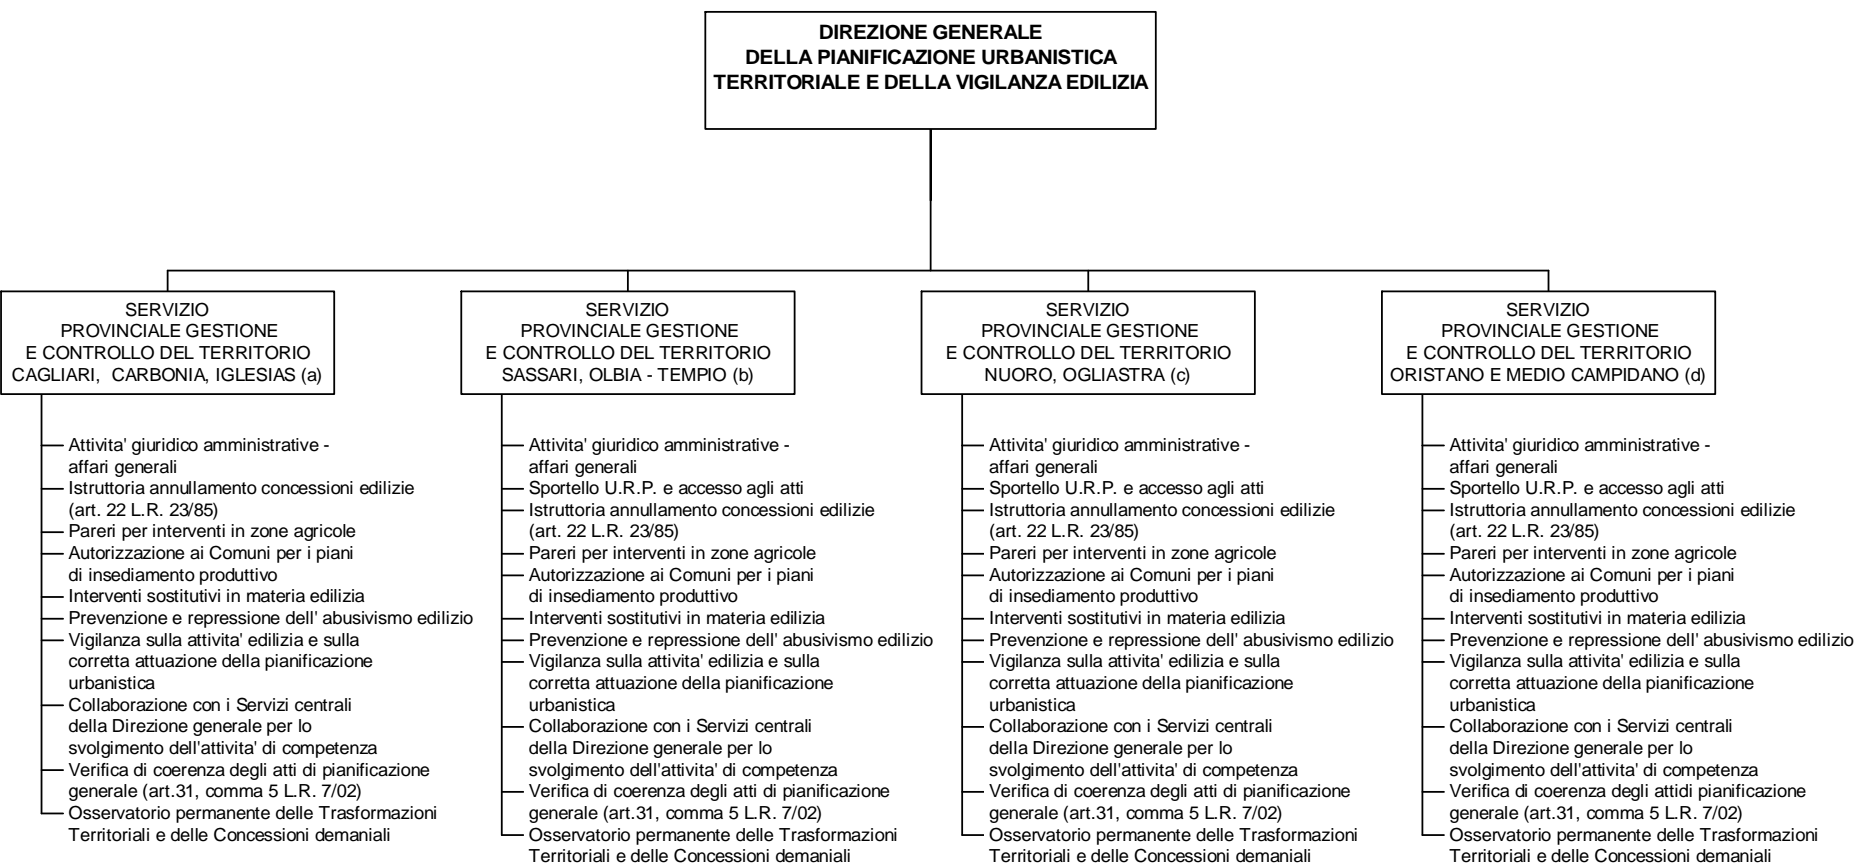 DIREZIONE GENERALE
DELLA PIANIFICAZIONE URBANISTICA
TERRITORIALE E DELLA VIGILANZA EDILIZIA
SERVIZIO
PROVINCIALE GESTIONE
E CONTROLLO DEL TERRITORIO
CAGLIARI, CARBONIA, IGLESIAS (a)
Attivita' giuridico amministrative -
affari generali
Istruttoria annullamento concessioni edilizie
(art. 22 L.R. 23/85)
Pareri per interventi in zone agricole
Autorizzazione ai Comuni per i piani
di insediamento produttivo
Interventi sostitutivi in materia edilizia
Prevenzione e repressione dell' abusivismo edilizio
Vigilanza sulla attivita' edilizia e sulla
corretta attuazione della pianificazione
urbanistica
Collaborazione con i Servizi centrali
della Direzione generale per lo
svolgimento dell'attivita' di competenza
Verifica di coerenza degli atti di pianificazione
generale (art.31, comma 5 L.R. 7/02)
Osservatorio permanente delle Trasformazioni
Territoriali e delle Concessioni demaniali
SERVIZIO
PROVINCIALE GESTIONE
E CONTROLLO DEL TERRITORIO
SASSARI, OLBIA - TEMPIO (b)
Attivita' giuridico amministrative -
affari generali
Sportello U.R.P. e accesso agli atti
Istruttoria annullamento concessioni edilizie
(art. 22 L.R. 23/85)
Pareri per interventi in zone agricole
Autorizzazione ai Comuni per i piani
di insediamento produttivo
Interventi sostitutivi in materia edilizia
Prevenzione e repressione dell' abusivismo edilizio
Vigilanza sulla attivita' edilizia e sulla
corretta attuazione della pianificazione
urbanistica
Collaborazione con i Servizi centrali
della Direzione generale per lo
svolgimento dell'attivita' di competenza
Verifica di coerenza degli atti di pianificazione
generale (art.31, comma 5 L.R. 7/02)
Osservatorio permanente delle Trasformazioni
Territoriali e delle Concessioni demaniali
SERVIZIO
PROVINCIALE GESTIONE
E CONTROLLO DEL TERRITORIO
NUORO, OGLIASTRA (c)
Attivita' giuridico amministrative -
affari generali
Sportello U.R.P. e accesso agli atti
Istruttoria annullamento concessioni edilizie
(art. 22 L.R. 23/85)
Pareri per interventi in zone agricole
Autorizzazione ai Comuni per i piani
di insediamento produttivo
Interventi sostitutivi in materia edilizia
Prevenzione e repressione dell' abusivismo edilizio
Vigilanza sulla attivita' edilizia e sulla
corretta attuazione della pianificazione
urbanistica
Collaborazione con i Servizi centrali
della Direzione generale per lo
svolgimento dell'attivita' di competenza
Verifica di coerenza degli atti di pianificazione
generale (art.31, comma 5 L.R. 7/02)
Osservatorio permanente delle Trasformazioni
Territoriali e delle Concessioni demaniali
SERVIZIO
PROVINCIALE GESTIONE
E CONTROLLO DEL TERRITORIO
ORISTANO E MEDIO CAMPIDANO (d)
Attivita' giuridico amministrative -
affari generali
Sportello U.R.P. e accesso agli atti
Istruttoria annullamento concessioni edilizie
(art. 22 L.R. 23/85)
Pareri per interventi in zone agricole
Autorizzazione ai Comuni per i piani
di insediamento produttivo
Interventi sostitutivi in materia edilizia
Prevenzione e repressione dell' abusivismo edilizio
Vigilanza sulla attivita' edilizia e sulla
corretta attuazione della pianificazione
urbanistica
Collaborazione con i Servizi centrali
della Direzione generale per lo
svolgimento dell'attivita' di competenza
Verifica di coerenza degli attidi pianificazione
generale (art.31, comma 5 L.R. 7/02)
Osservatorio permanente delle Trasformazioni
Territoriali e delle Concessioni demaniali